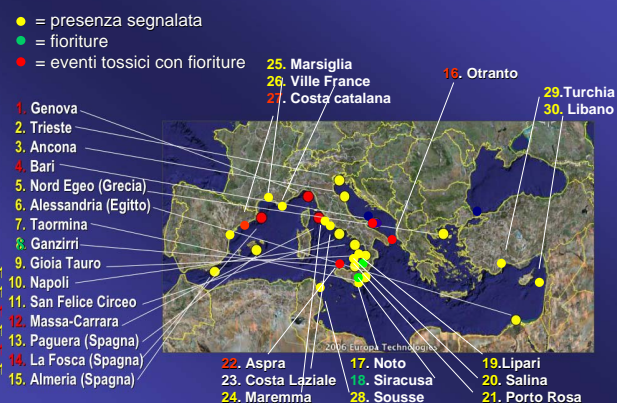 = presenza segnalata
= fioriture
= eventi tossici con fioriture
25. Marsiglia
26. Ville France
27. Costa catalana
16. Otranto
29.Turchia
30. Libano
1. Genova
2. Trieste
3. Ancona
4. Bari
5. Nord Egeo (Grecia)
6. Alessandria (Egitto)
7. Taormina
8. Ganzirri
9. Gioia Tauro
10. Napoli
11. San Felice Circeo
12. Massa-Carrara
13. Paguera (Spagna)
14. La Fosca (Spagna)
15. Almeria (Spagna)
2006 Europa Technologies
Google
22. Aspra
23. Costa Laziale
24. Maremma
17. Noto
18. Siracusa
28. Sousse
19.Lipari
20. Salina
21. Porto Rosa